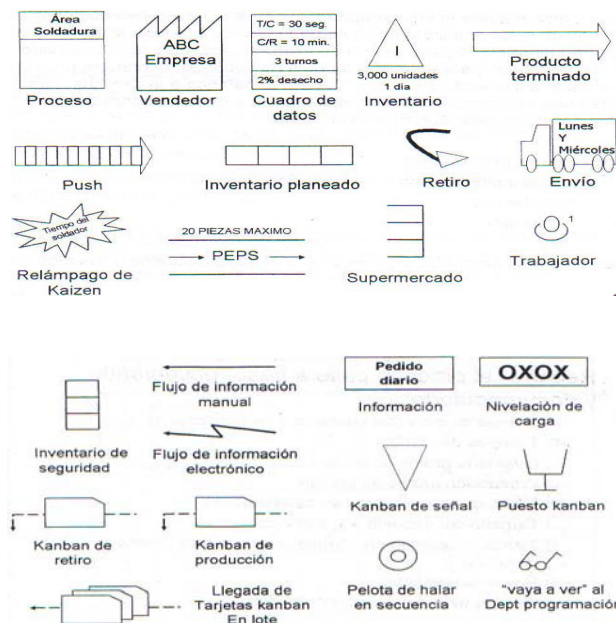 Área
Soldadura
Proceso
ABC
Empresa
Vendedor
T/C = 30 seg.
C/R = 10 min.
3 turnos
2% desecho
Cuadro de
datos
I
3,000 unidades
1 dia
Inventario
Producto
terminado
Push
Inventario planeado
Retiro
Lunes
Y
Miércoles
Envío
Tiempo del
soldador
Relámpago de
Kaizen
20 PIEZAS MAXIMO
PEPS
Supermercado
1
Trabajador
Inventario de
seguridad
Flujo de información
manual
Flujo de información
electrónico
Pedido
diario
Información
OXOX
Nivelación de
carga
Kanban de señal
Puesto kanban
Kanban de
retiro
Kanban de
producción
Llegada de
Tarjetas kanban
En lote
Pelota de halar
en secuencia
"vaya a ver" al
Dept programación